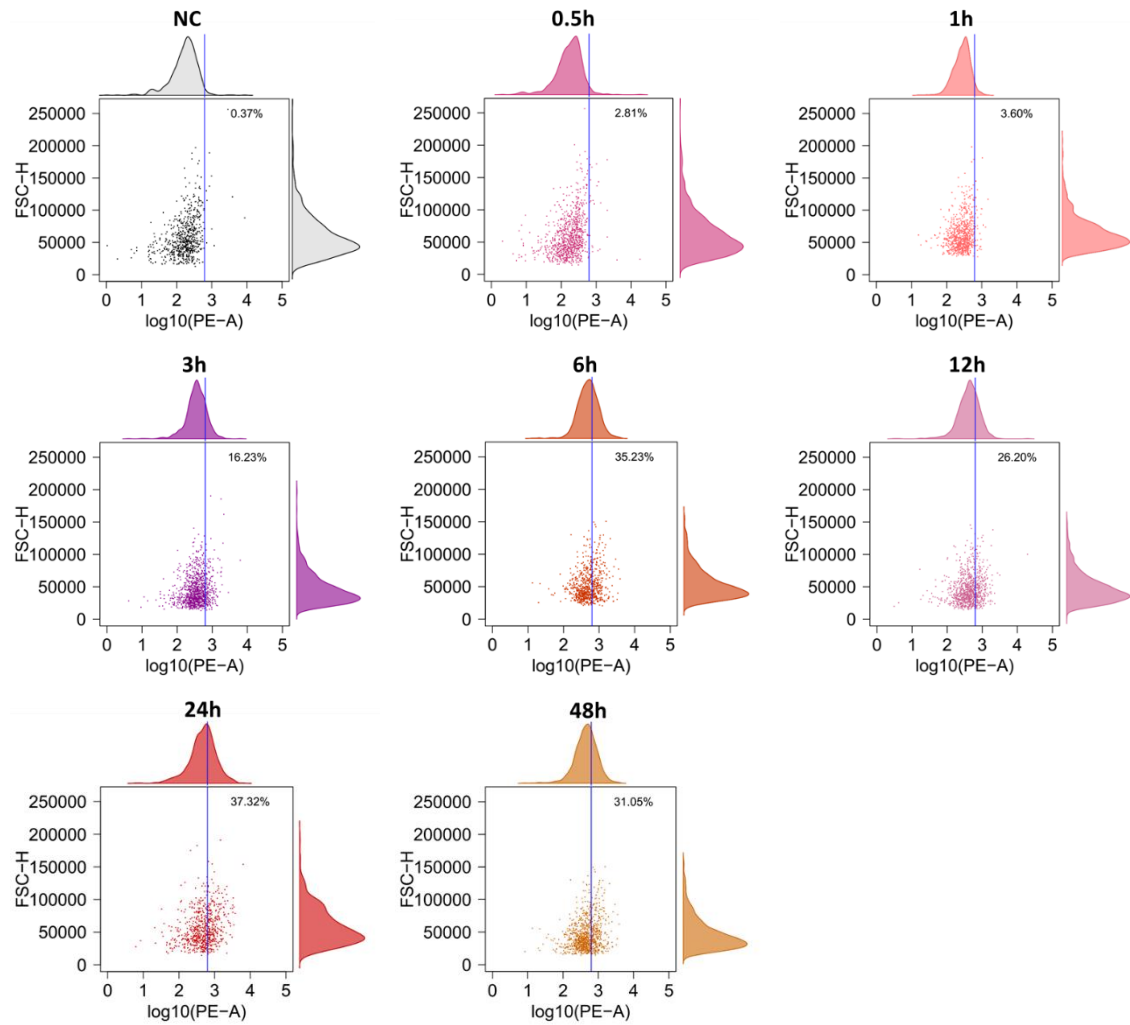 NC
0.37%
FSC−H
250000
200000
150000
100000
50000
0
0 1 2 3 4 5
log10(PE−A)
0.5h
2.81%
FSC−H
250000
200000
150000
100000
50000
0
0 1 2 3 4 5
log10(PE−A)
1h
3.60%
FSC−H
250000
200000
150000
100000
50000
0
0 1 2 3 4 5
log10(PE−A)
3h
16.23%
FSC−H
250000
200000
150000
100000
50000
0
0 1 2 3 4 5
log10(PE−A)
6h
35.23%
FSC−H
250000
200000
150000
100000
50000
0
0 1 2 3 4 5
log10(PE−A)
12h
26.20%
FSC−H
250000
200000
150000
100000
50000
0
0 1 2 3 4 5
log10(PE−A)
24h
37.32%
FSC−H
250000
200000
150000
100000
50000
0
0 1 2 3 4 5
log10(PE−A)
48h
31.05%
FSC−H
250000
200000
150000
100000
50000
0
0 1 2 3 4 5
log10(PE−A)